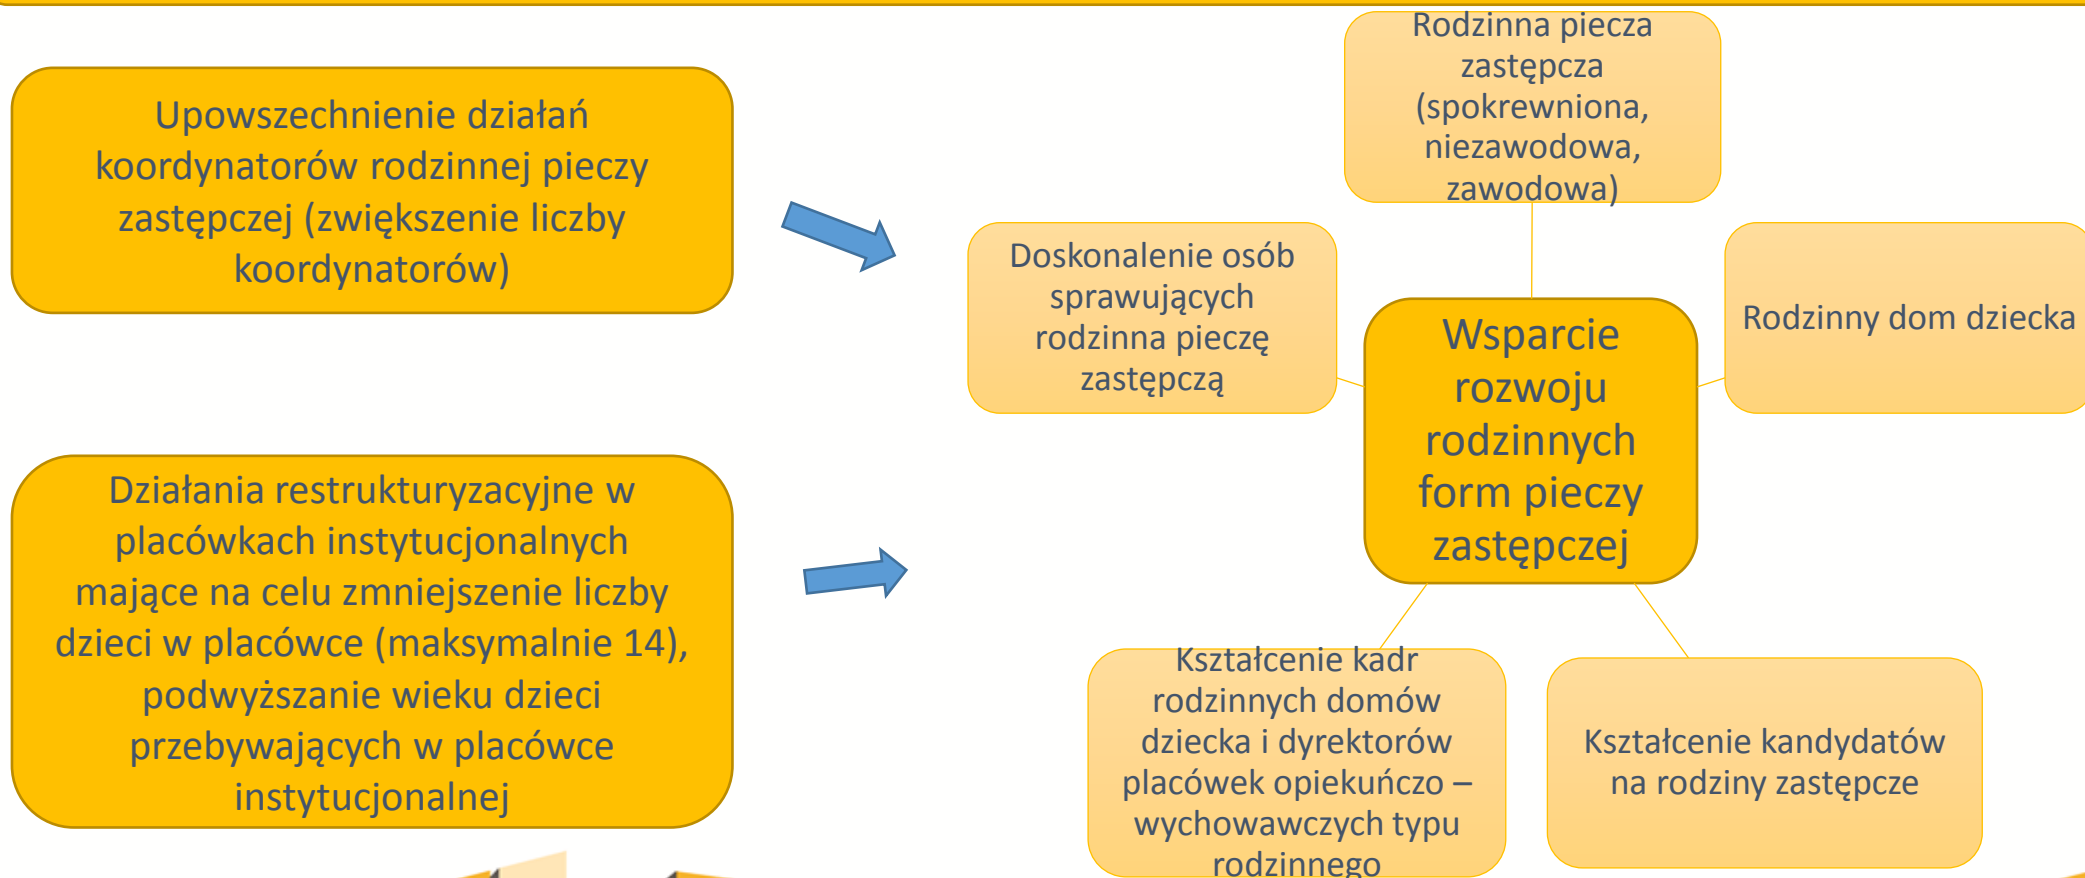 Upowszechnienie działań
koordynatorów rodzinnej pieczy
zastępczej (zwiększenie liczby
koordynatorów)
Działania restrukturyzacyjne w
placówkach instytucjonalnych
mające na celu zmniejszenie liczby
dzieci w placówce (maksymalnie 14),
podwyższanie wieku dzieci
przebywających w placówce
instytucjonalnej
Rodzinna piecza
zastępcza
(spokrewniona,
niezawodowa,
zawodowa)
Doskonalenie osób
sprawujących
rodzinna pieczę
zastępczą
Wsparcie
rozwoju
rodzinnych
form pieczy
zastępczej
Rodzinny dom dziecka
Kształcenie kadr
rodzinnych domów
dziecka i dyrektorów
placówek opiekuńczo –
wychowawczych typu
rodzinnego
Kształcenie kandydatów
na rodziny zastępcze